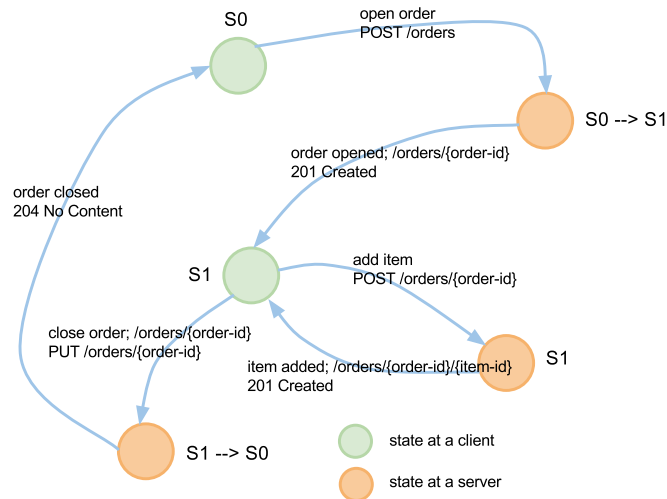 S0
open order
POST /orders
S0 --> S1
order opened; /orders/{order-id}
201 Created
order closed
204 No Content
S1
add item
POST /orders/{order-id}
close order; /orders/{order-id}
PUT /orders/{order-id}
item added; /orders/{order-id}/{item-id}
201 Created
S1
S1 --> S0
state at a client
state at a server